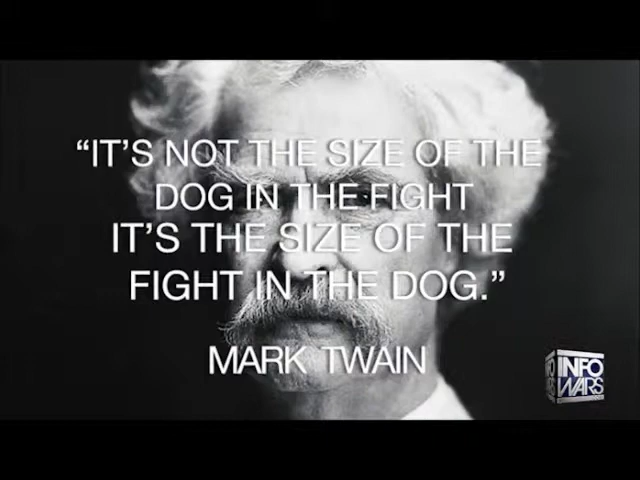 “IT’S NOT THE SIZE OF THE
DOG IN THE FIGHT
IT’S THE SIZE OF THE
FIGHT IN THE DOG.”
MARK TWAIN
INFO
WARS